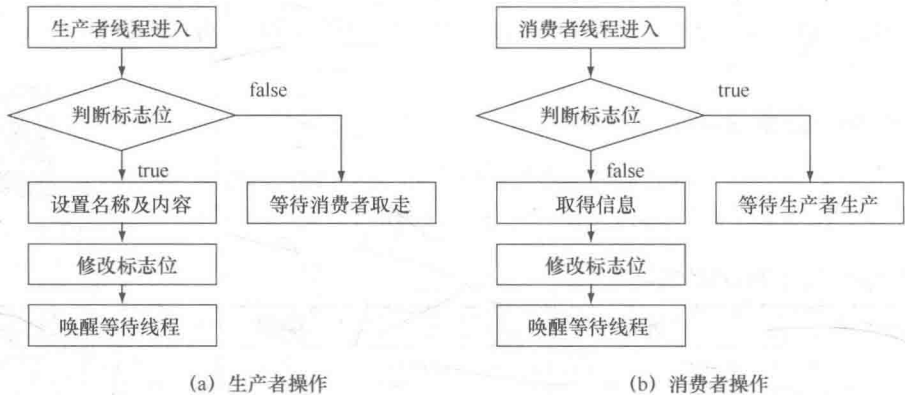 生产者线程进入
判断标志位
false
true
设置名称及内容
等待消费者取走
修改标志位
唤醒等待线程
(a) 生产者操作
消费者线程进入
判断标志位
true
false
取得信息
等待生产者生产
修改标志位
唤醒等待线程
(b) 消费者操作